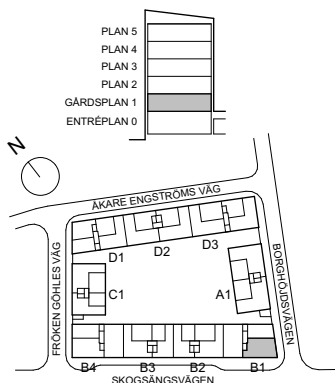 PLAN 5
PLAN 4
PLAN 3
PLAN 2
GÅRDSPLAN 1
ENTRÉPLAN 0
N
ÅKARE ENGSTRÖMS VÄG
FRÖKEN GÖHLES VÄG
BORGHÖJDSVÄGEN
D1
D2
D3
C1
A1
B4
B3
B2
B1
SKOGSÄNGSVÄGEN